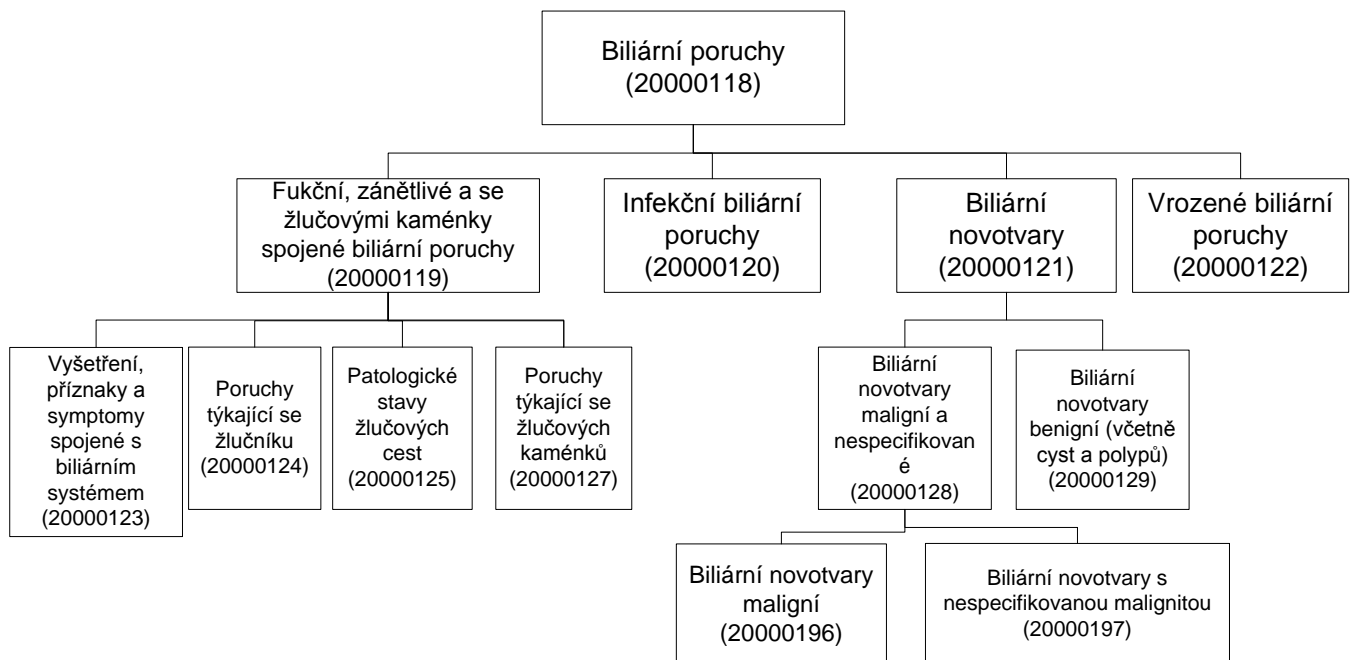 Biliární poruchy
(20000118)
Fukční, zánětlivé a se
žlučovými kaménky
spojené biliární poruchy
(20000119)
Infekční biliární
poruchy
(20000120)
Biliární
novotvary
(20000121)
Vrozené biliární
poruchy
(20000122)
Vyšetření,
příznaky a
symptomy
spojené s
biliárním
systémem
(20000123)
Poruchy
týkající se
žlučníku
(20000124)
Patologické
stavy
žlučových
cest
(20000125)
Poruchy
týkající se
žlučových
kaménků
(20000127)
Biliární
novotvary
maligní a
nespecifikovan
é
(20000128)
Biliární
novotvary
benigní (včetně
cyst a polypů)
(20000129)
Biliární novotvary
maligní
(20000196)
Biliární novotvary s
nespecifikovanou malignitou
(20000197)